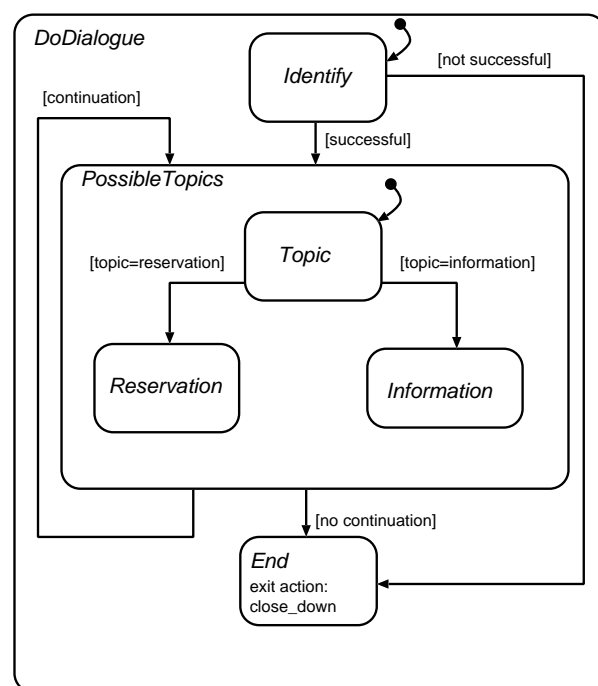 DoDialogue
Identify
[not successful]
[continuation]
[successful]
PossibleTopics
[topic=reservation]
Topic
[topic=information]
Reservation
Information
[no continuation]
End
exit action:
close_down